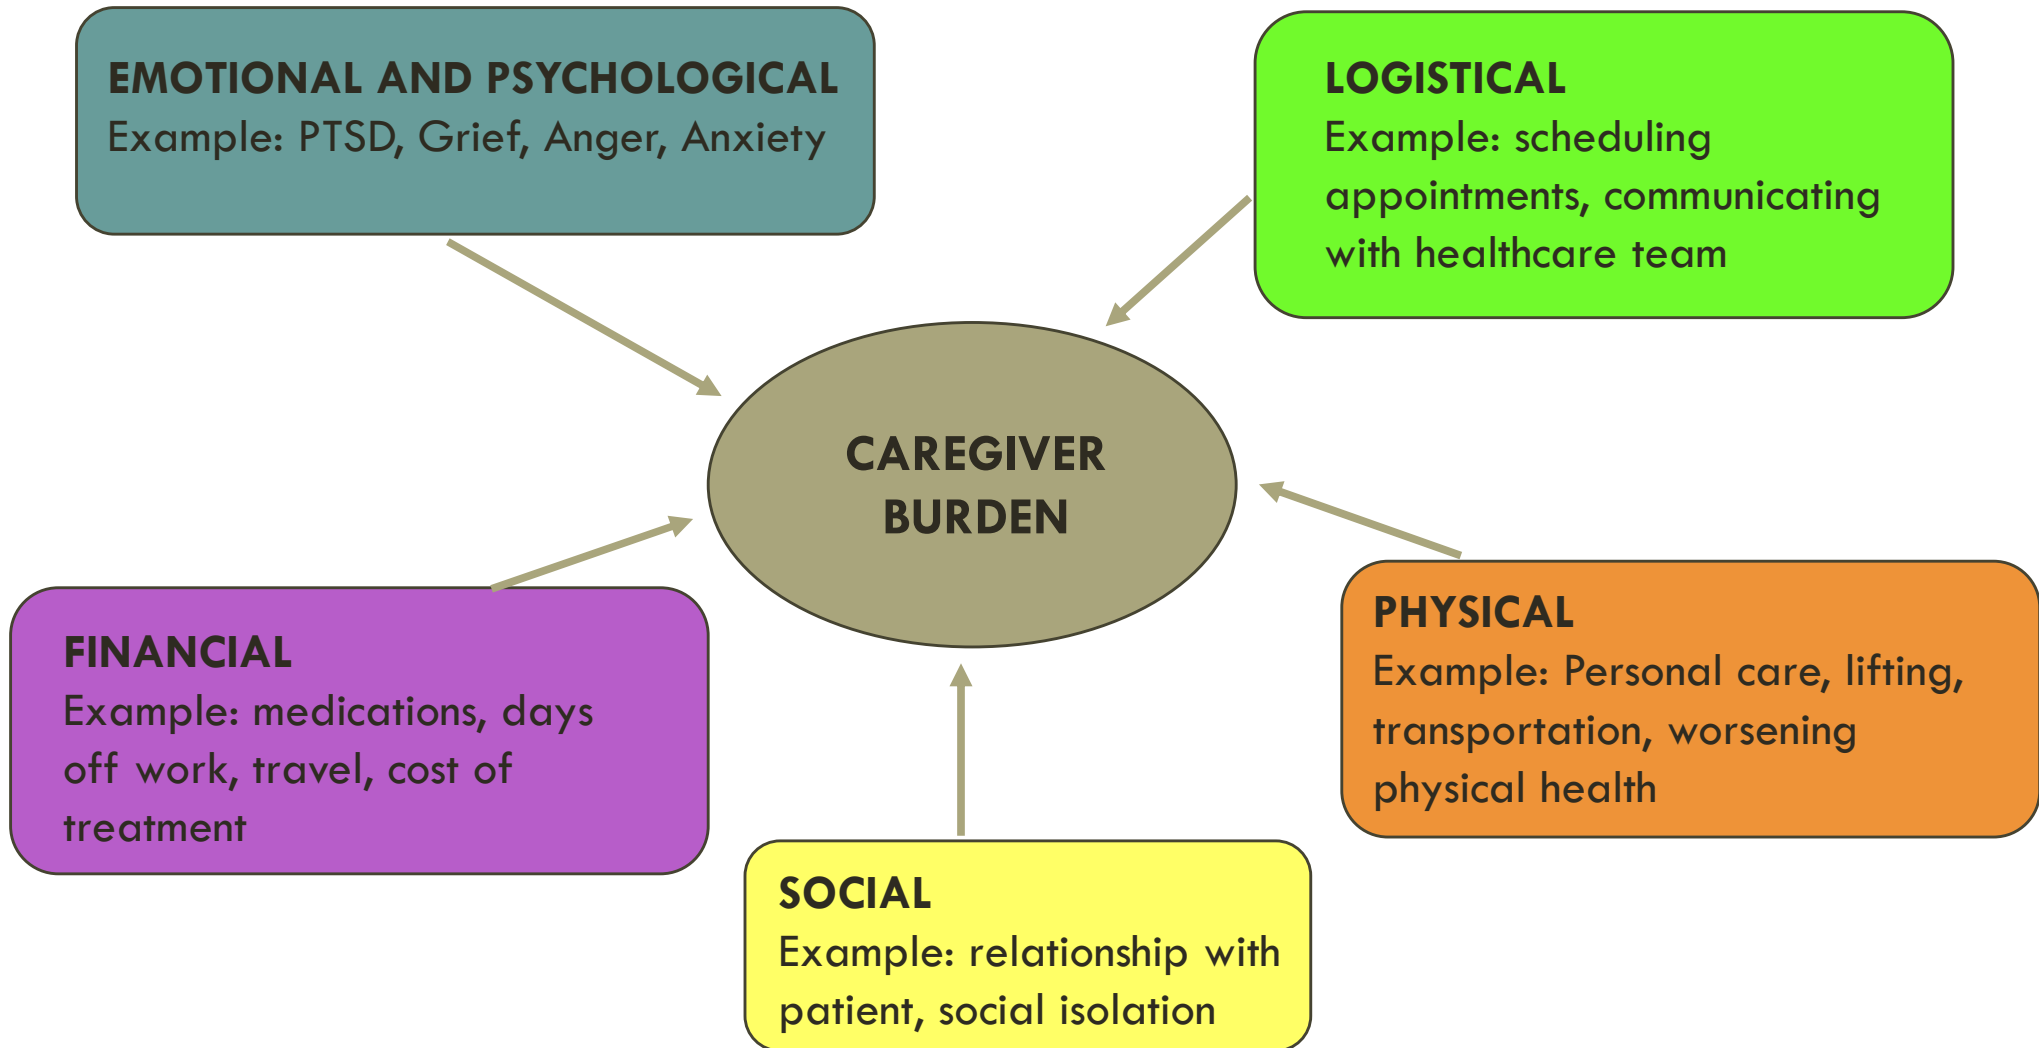 EMOTIONAL AND PSYCHOLOGICAL
Example: PTSD, Grief, Anger, Anxiety
LOGISTICAL
Example: scheduling
appointments, communicating
with healthcare team
CAREGIVER
BURDEN
FINANCIAL
Example: medications, days
off work, travel, cost of
treatment
PHYSICAL
Example: Personal care, lifting,
transportation, worsening
physical health
SOCIAL
Example: relationship with
patient, social isolation